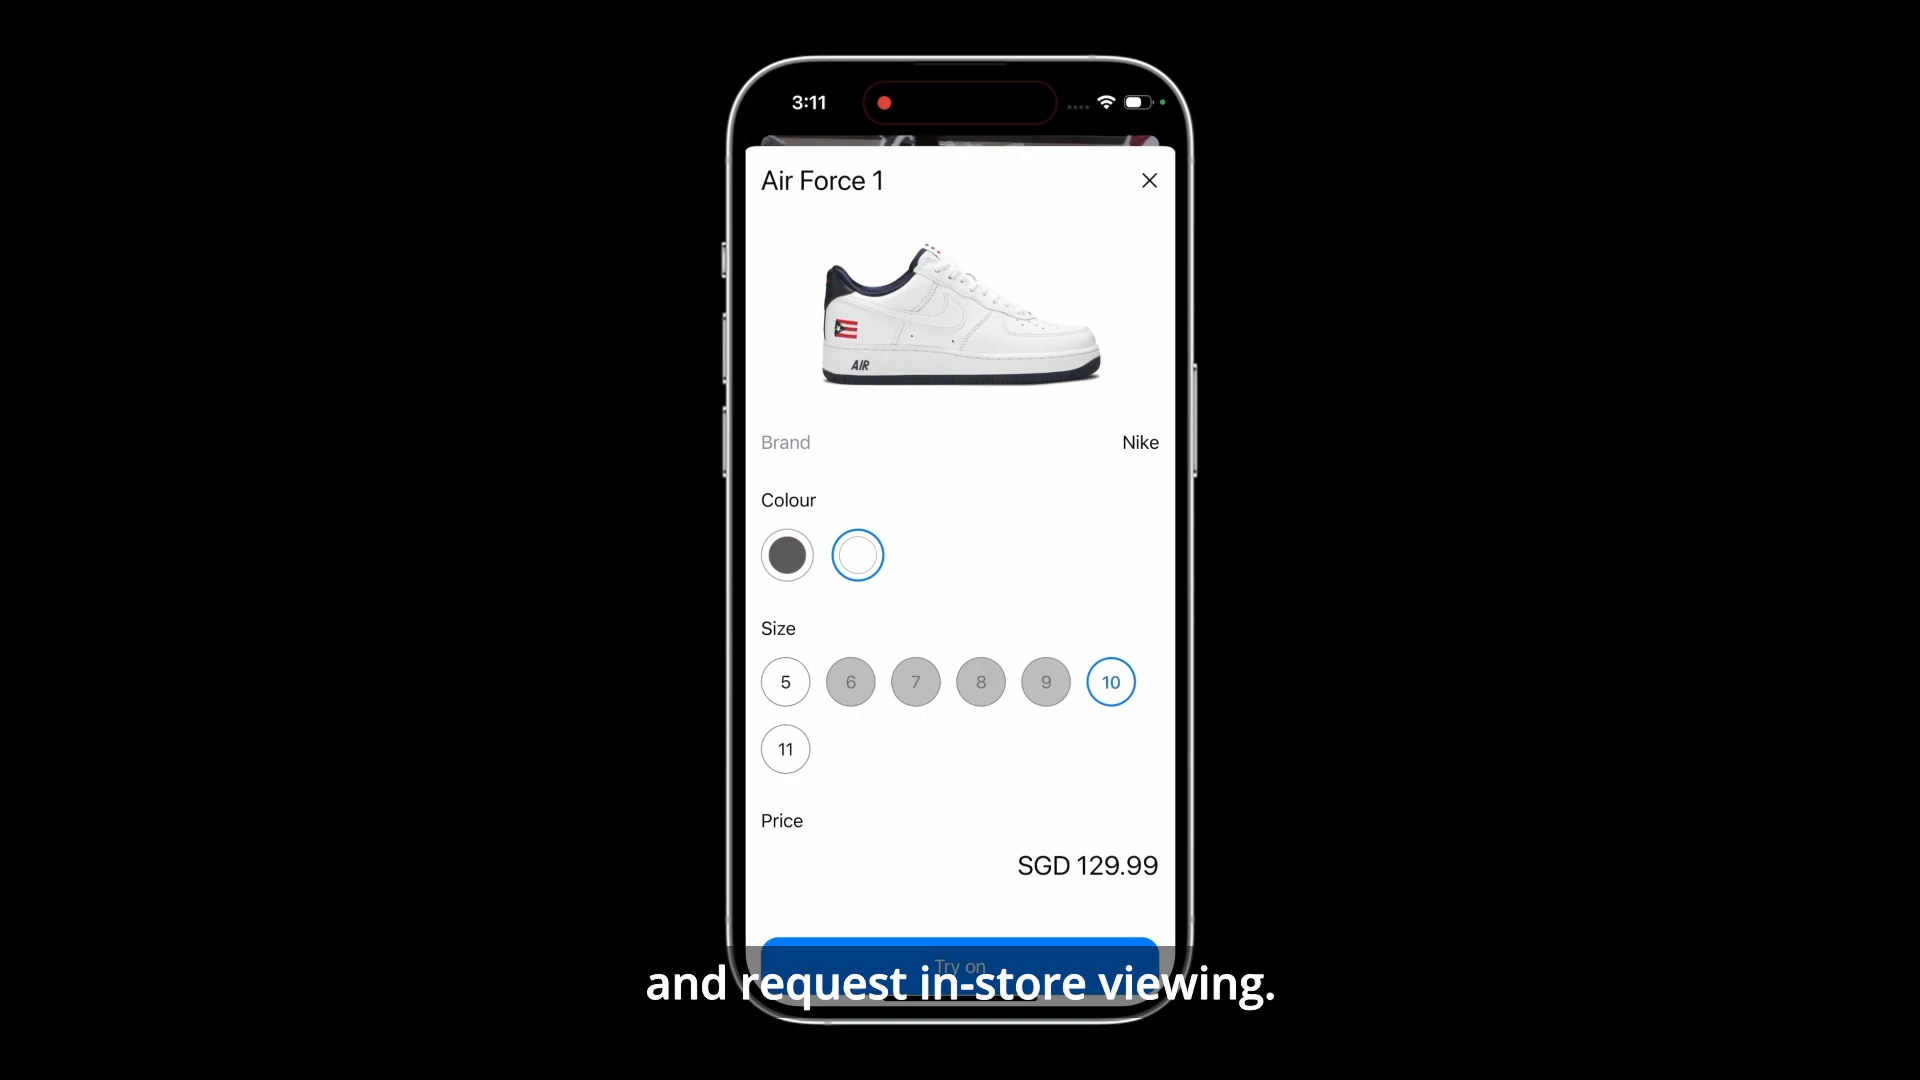 3:11
Air Force 1
AIR
Brand
Nike
Colour
Size
5
6
7
8
9
10
11
Price
SGD 129.99
Try on
and request in-store viewing.